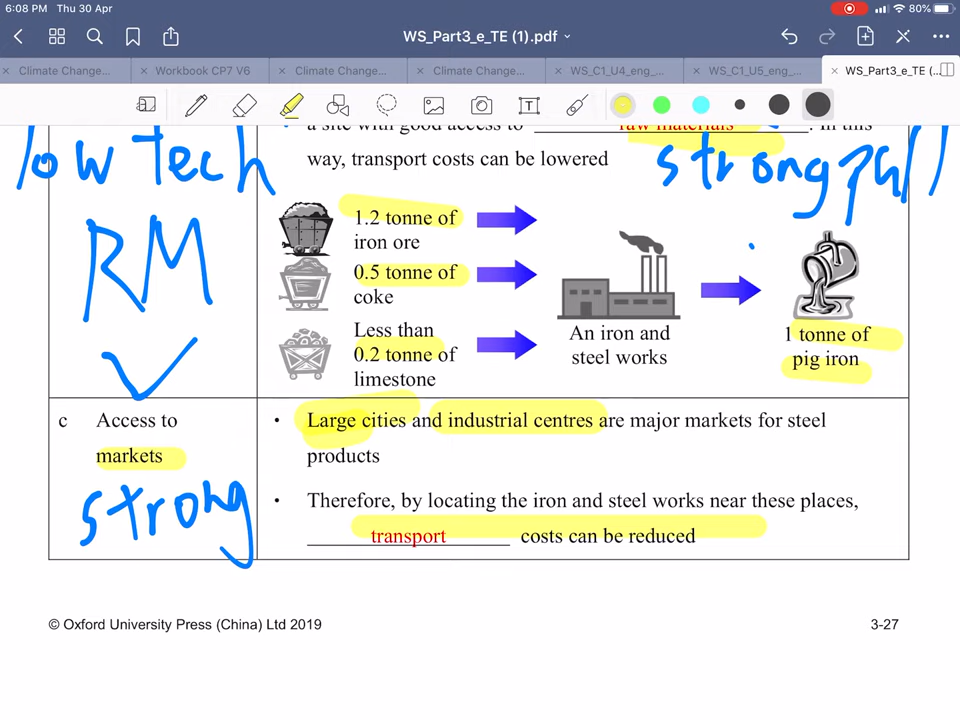 6:08 PM Thu 30 Apr
80%
WS_Part3_e_TE (1).pdf
Climate Change...
Workbook CP7 V6
Climate Change...
Climate Change...
WS_C1_U4_eng_...
WS_C1_U5_eng_...
WS_Part3_e_TE (...
T
a site with good access to raw materials. In this
way, transport costs can be lowered
low tech
strong pull
RM
1.2 tonne of
iron ore
0.5 tonne of
coke
Less than
0.2 tonne of
limestone
An iron and
steel works
1 tonne of
pig iron
c Access to
markets
strong
• Large cities and industrial centres are major markets for steel
products
• Therefore, by locating the iron and steel works near these places,
transport costs can be reduced
© Oxford University Press (China) Ltd 2019
3-27